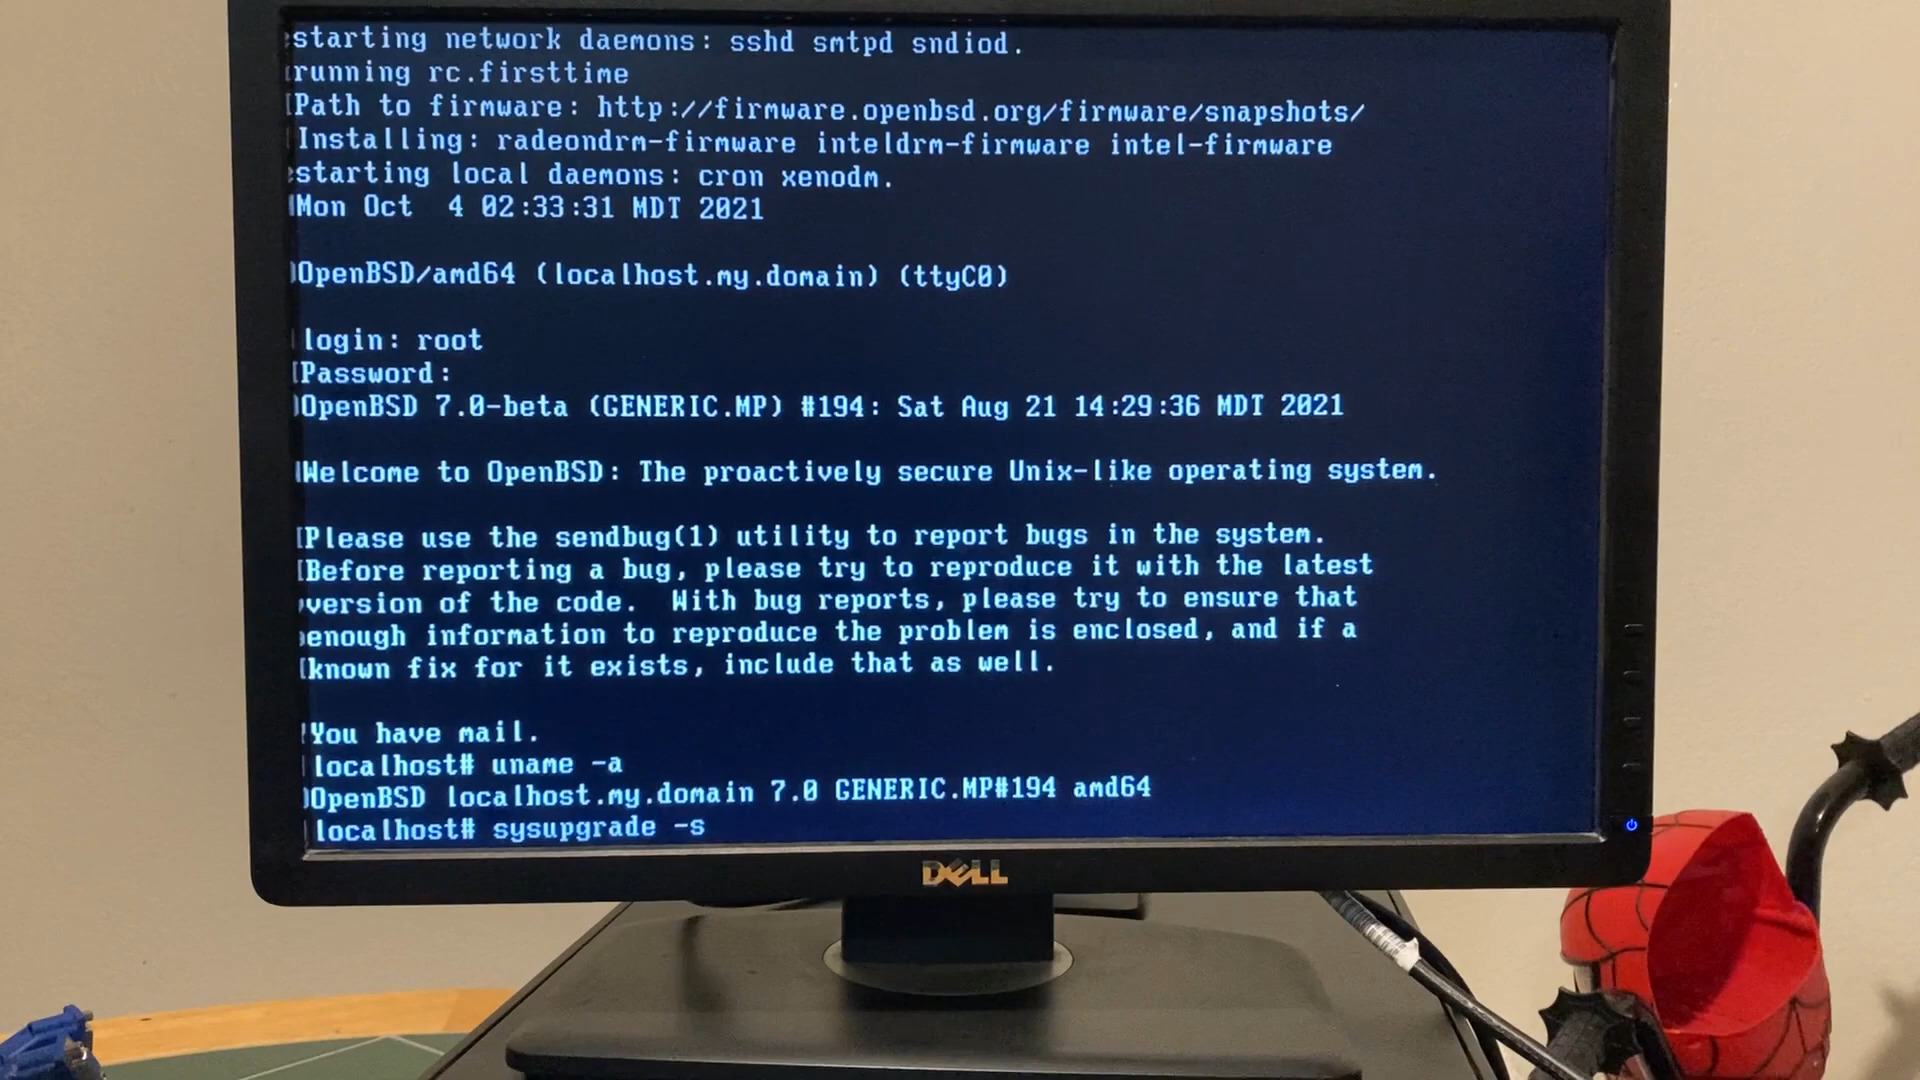 starting network daemons: sshd smtpd sndiod.
running rc.firsttime
Path to firmware: http://firmware.openbsd.org/firmware/snapshots/
Installing: radeondrm-firmware inteldrm-firmware intel-firmware
starting local daemons: cron xenodm.
Mon Oct  4 02:33:31 MDT 2021
OpenBSD/amd64 (localhost.my.domain) (ttyC0)
login: root
Password:
OpenBSD 7.0-beta (GENERIC.MP) #194: Sat Aug 21 14:29:36 MDT 2021
Welcome to OpenBSD: The proactively secure Unix-like operating system.
Please use the sendbug(1) utility to report bugs in the system.
Before reporting a bug, please try to reproduce it with the latest
version of the code.  With bug reports, please try to ensure that
enough information to reproduce the problem is enclosed, and if a
known fix for it exists, include that as well.
You have mail.
localhost# uname -a
OpenBSD localhost.my.domain 7.0 GENERIC.MP#194 amd64
localhost# sysupgrade -s
DELL